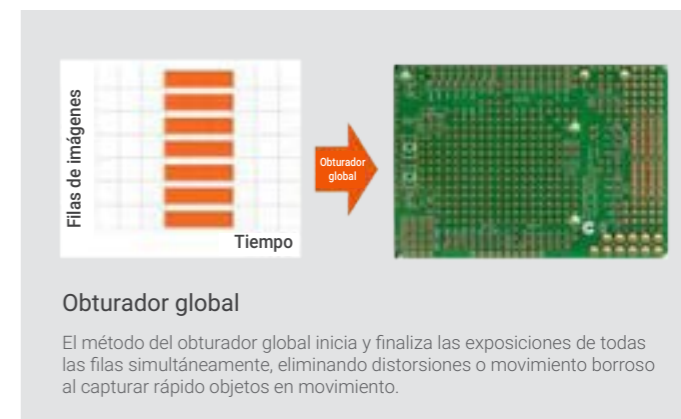 Filas de imágenes
Tiempo
Obturador
global
Obturador global
El método del obturador global inicia y finaliza las exposiciones de todas
las filas simultáneamente, eliminando distorsiones o movimiento borroso
al capturar rápido objetos en movimiento.